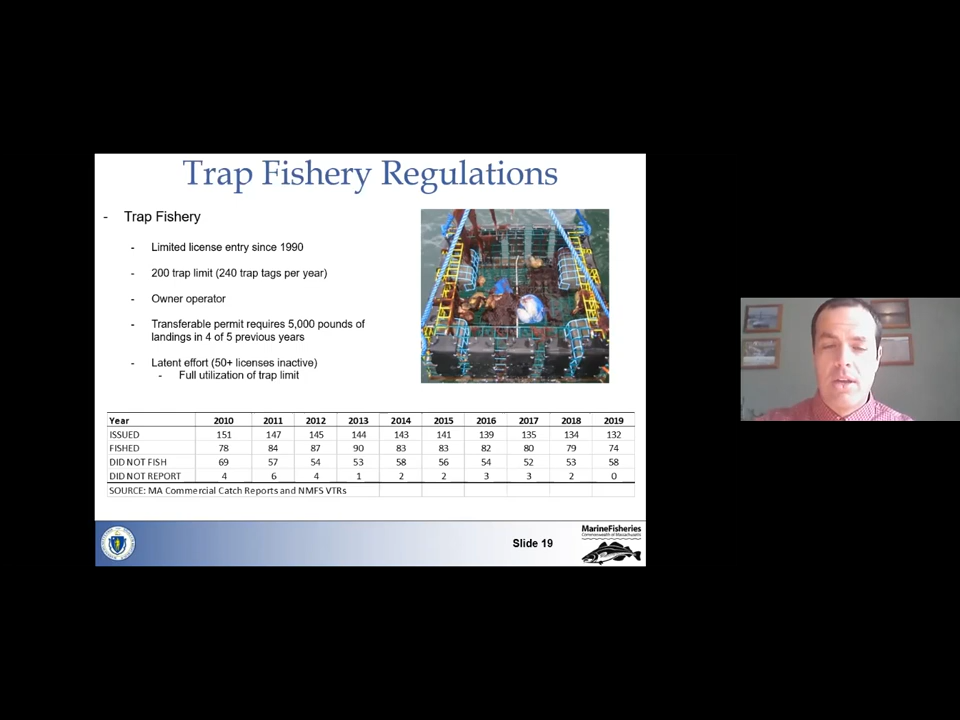 Trap Fishery Regulations
- Trap Fishery
- Limited license entry since 1990
- 200 trap limit (240 trap tags per year)
- Owner operator
- Transferable permit requires 5,000 pounds of
landings in 4 of 5 previous years
- Latent effort (50+ licenses inactive)
- Full utilization of trap limit
Year 2010 2011 2012 2013 2014 2015 2016 2017 2018 2019
ISSUED 151 147 145 144 143 141 139 135 134 132
FISHED 78 84 87 90 83 83 82 80 79 74
DID NOT FISH 69 57 54 53 58 56 54 52 53 58
DID NOT REPORT 4 6 4 1 2 2 3 3 2 0
SOURCE: MA Commercial Catch Reports and NMFS VTRs
Slide 19
MarineFisheries
Commonwealth of Massachusetts